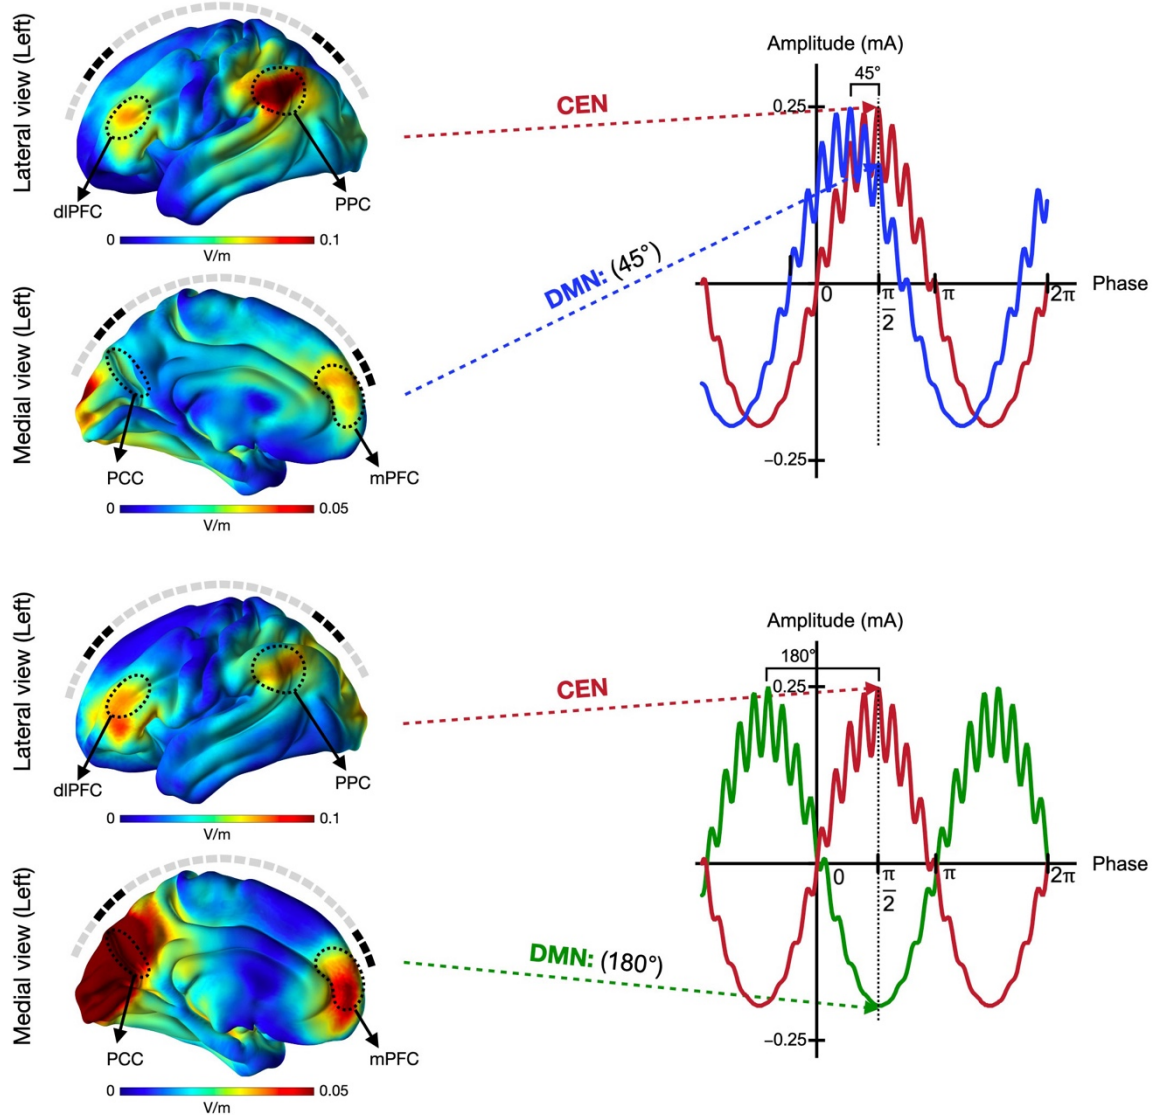 Lateral view (Left)
dlPFC
PPC
0
0.1
V/m
Medial view (Left)
PCC
mPFC
0
0.05
V/m
CEN
DMN: (45°)
Amplitude (mA)
45°
0.25
0
π
2
π
2π
Phase
−0.25
Lateral view (Left)
dlPFC
PPC
0
0.1
V/m
Medial view (Left)
PCC
mPFC
0
0.05
V/m
CEN
DMN: (180°)
Amplitude (mA)
180°
0.25
0
π
2
π
2π
Phase
−0.25